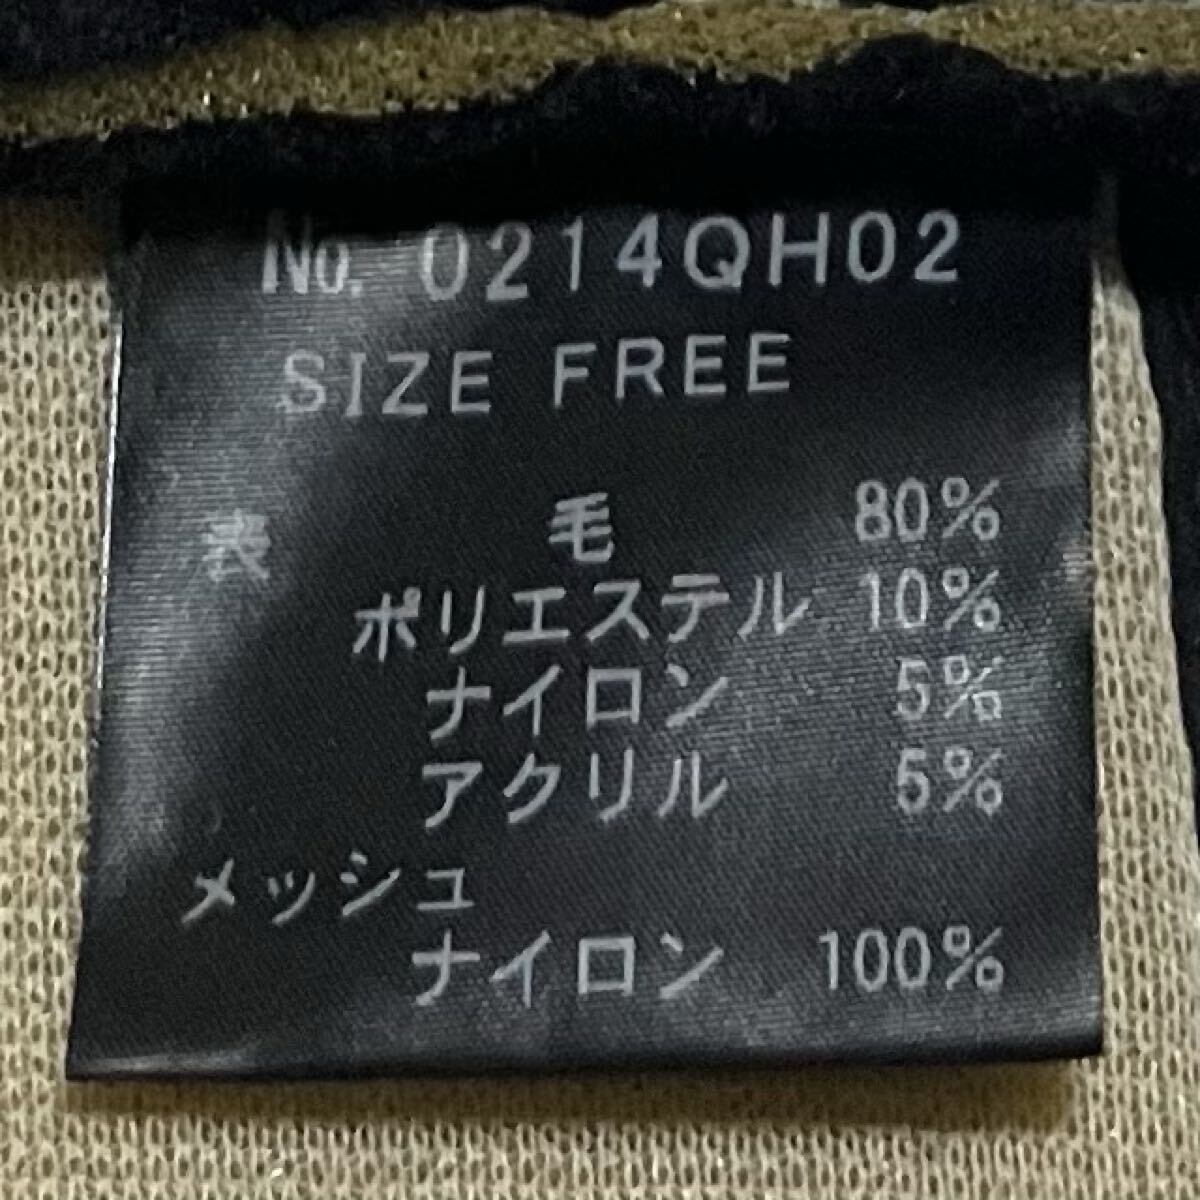 No. 0214QH02
SIZE FREE
表 毛 80%
ポリエステル 10%
ナイロン 5%
アクリル 5%
メッシュ
ナイロン 100%